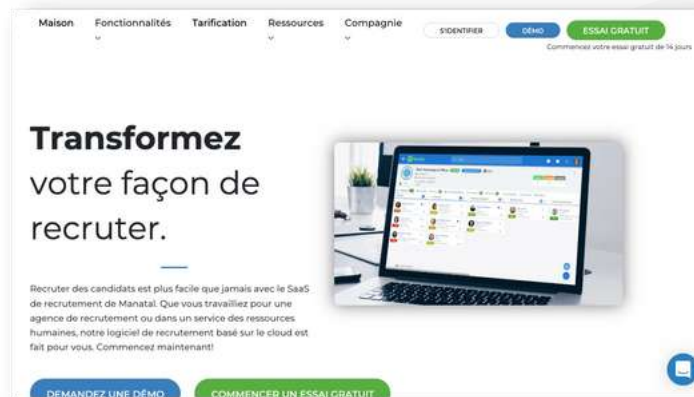 Maison Fonctionnalités Tarification Ressources Compagnie S'IDENTIFIER DÉMO ESSAI GRATUIT
Commencez votre essai gratuit de 14 jours
Transformez
votre façon de
recruter.
Recruter des candidats est plus facile que jamais avec le SaaS
de recrutement de Manatal. Que vous travailliez pour une
agence de recrutement ou dans un service des ressources
humaines, notre logiciel de recrutement basé sur le cloud est
fait pour vous. Commencez maintenant!
DEMANDEZ UNE DÉMO COMMENCER UN ESSAI GRATUIT